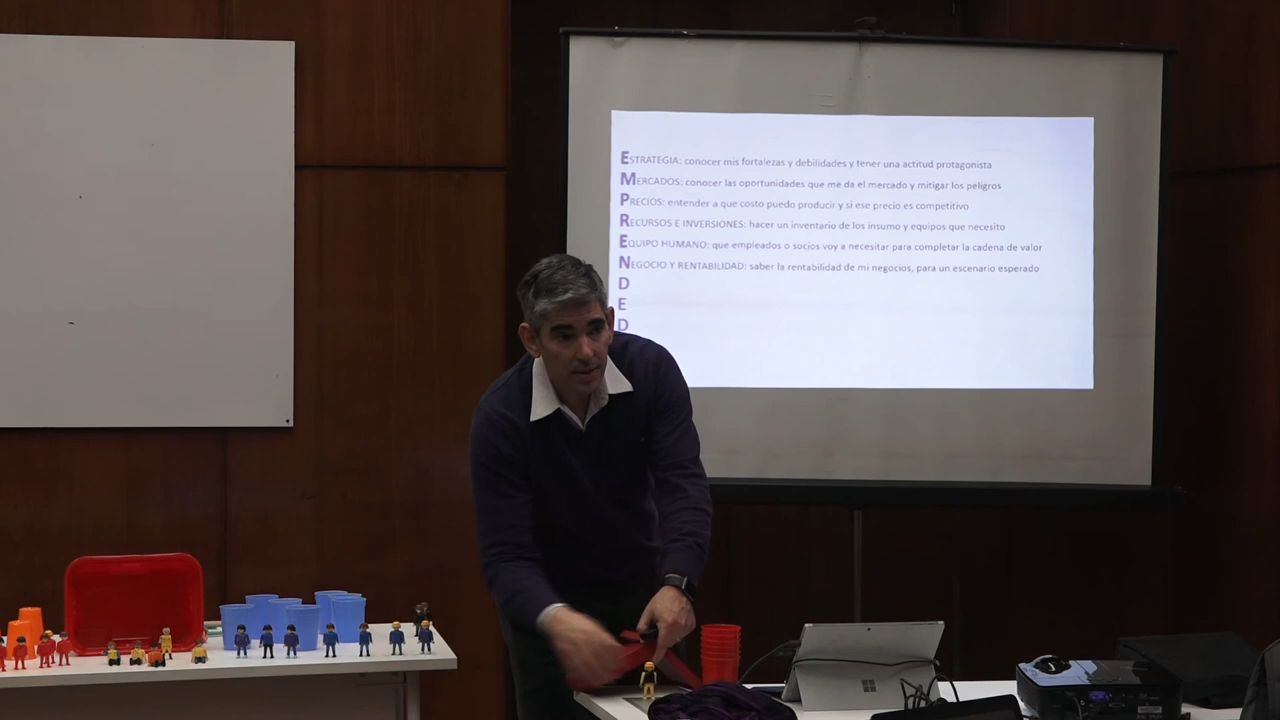 ESTRATEGIA: conocer mis fortalezas y debilidades y tener una actitud protagonista
MERCADOS: conocer las oportunidades que me da el mercado y mitigar los peligros
PRECIOS: entender a que costo puedo producir y si ese precio es competitivo
RECURSOS E INVERSIONES: hacer un inventario de los insumo y equipos que necesito
EQUIPO HUMANO: que empleados o socios voy a necesitar para completar la cadena de valor
NEGOCIO Y RENTABILIDAD: saber la rentabilidad de mi negocios, para un escenario esperado
D
E
D